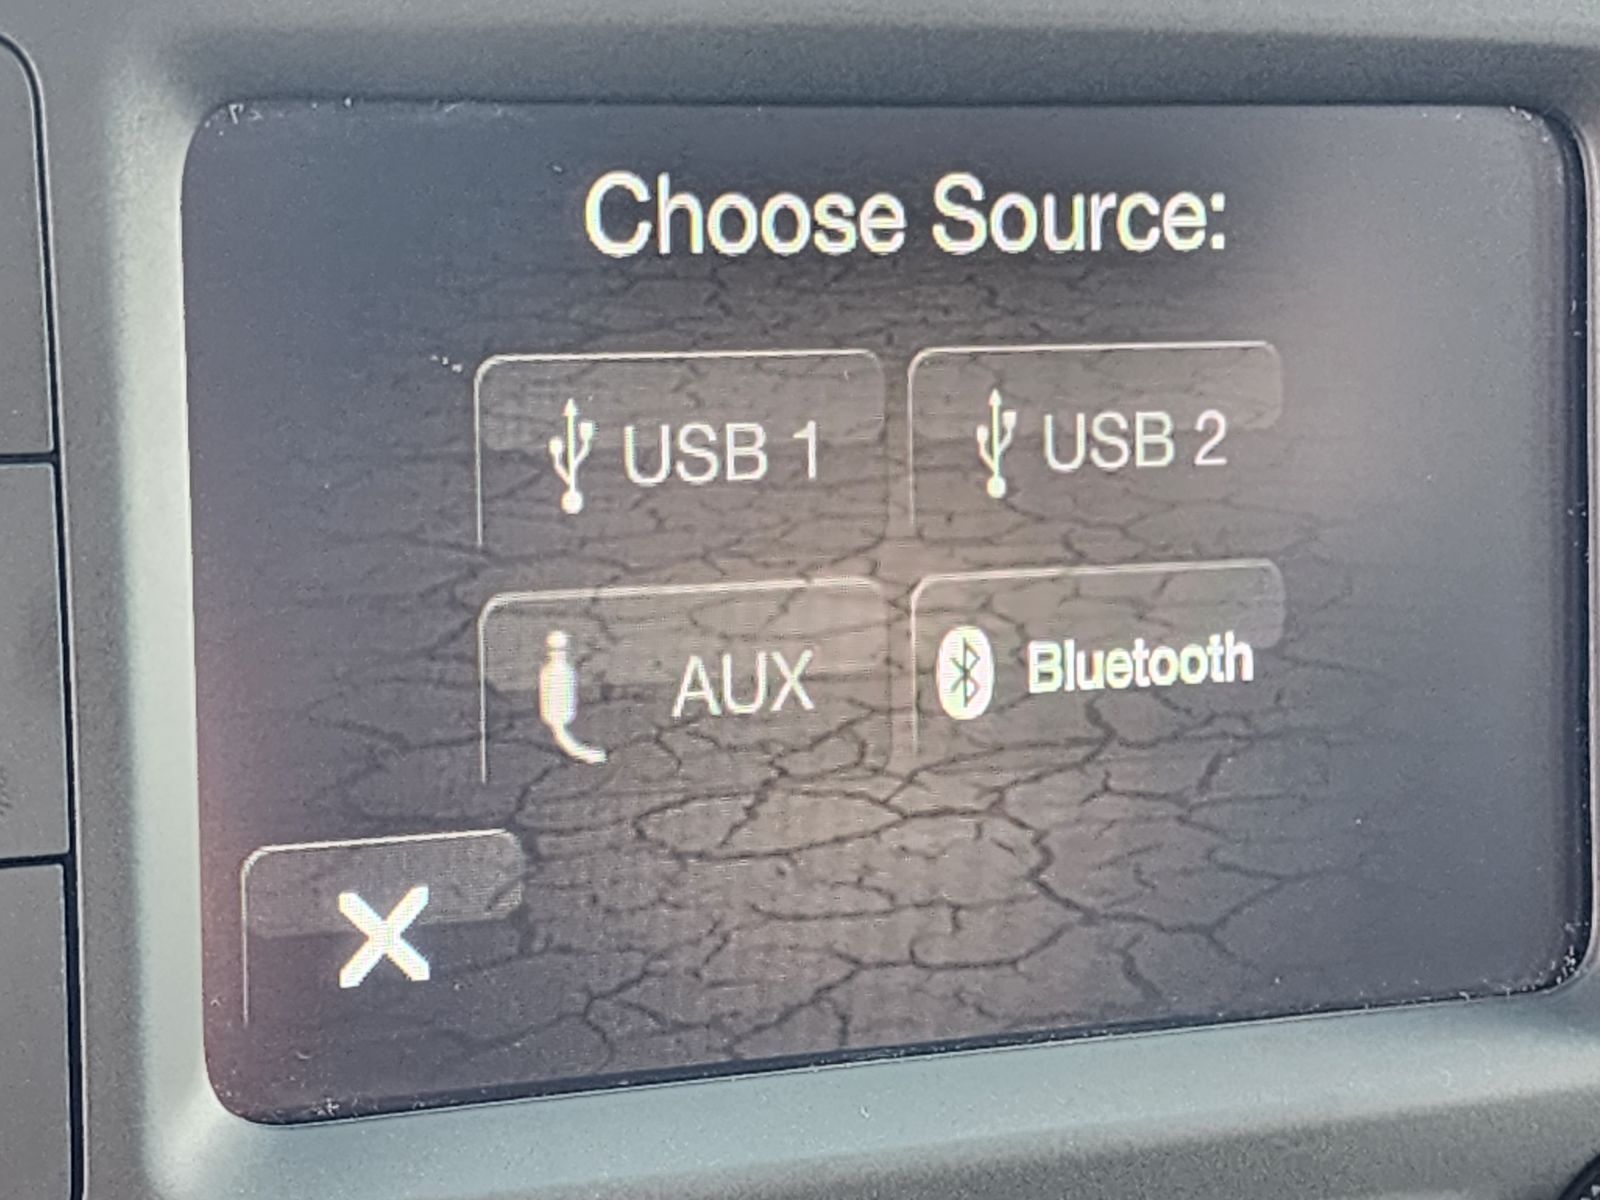 Choose Source:
USB 1
USB 2
AUX
Bluetooth